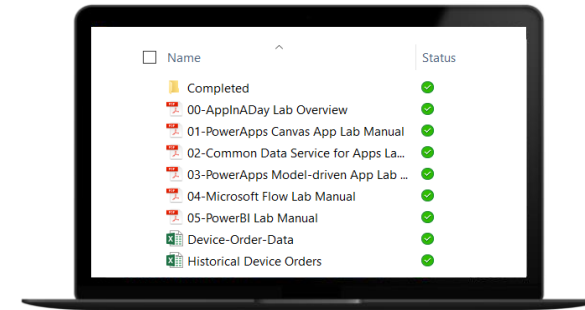 Name Status
Completed
00-AppInADay Lab Overview
01-PowerApps Canvas App Lab Manual
02-Common Data Service for Apps La...
03-PowerApps Model-driven App Lab ...
04-Microsoft Flow Lab Manual
05-PowerBI Lab Manual
Device-Order-Data
Historical Device Orders